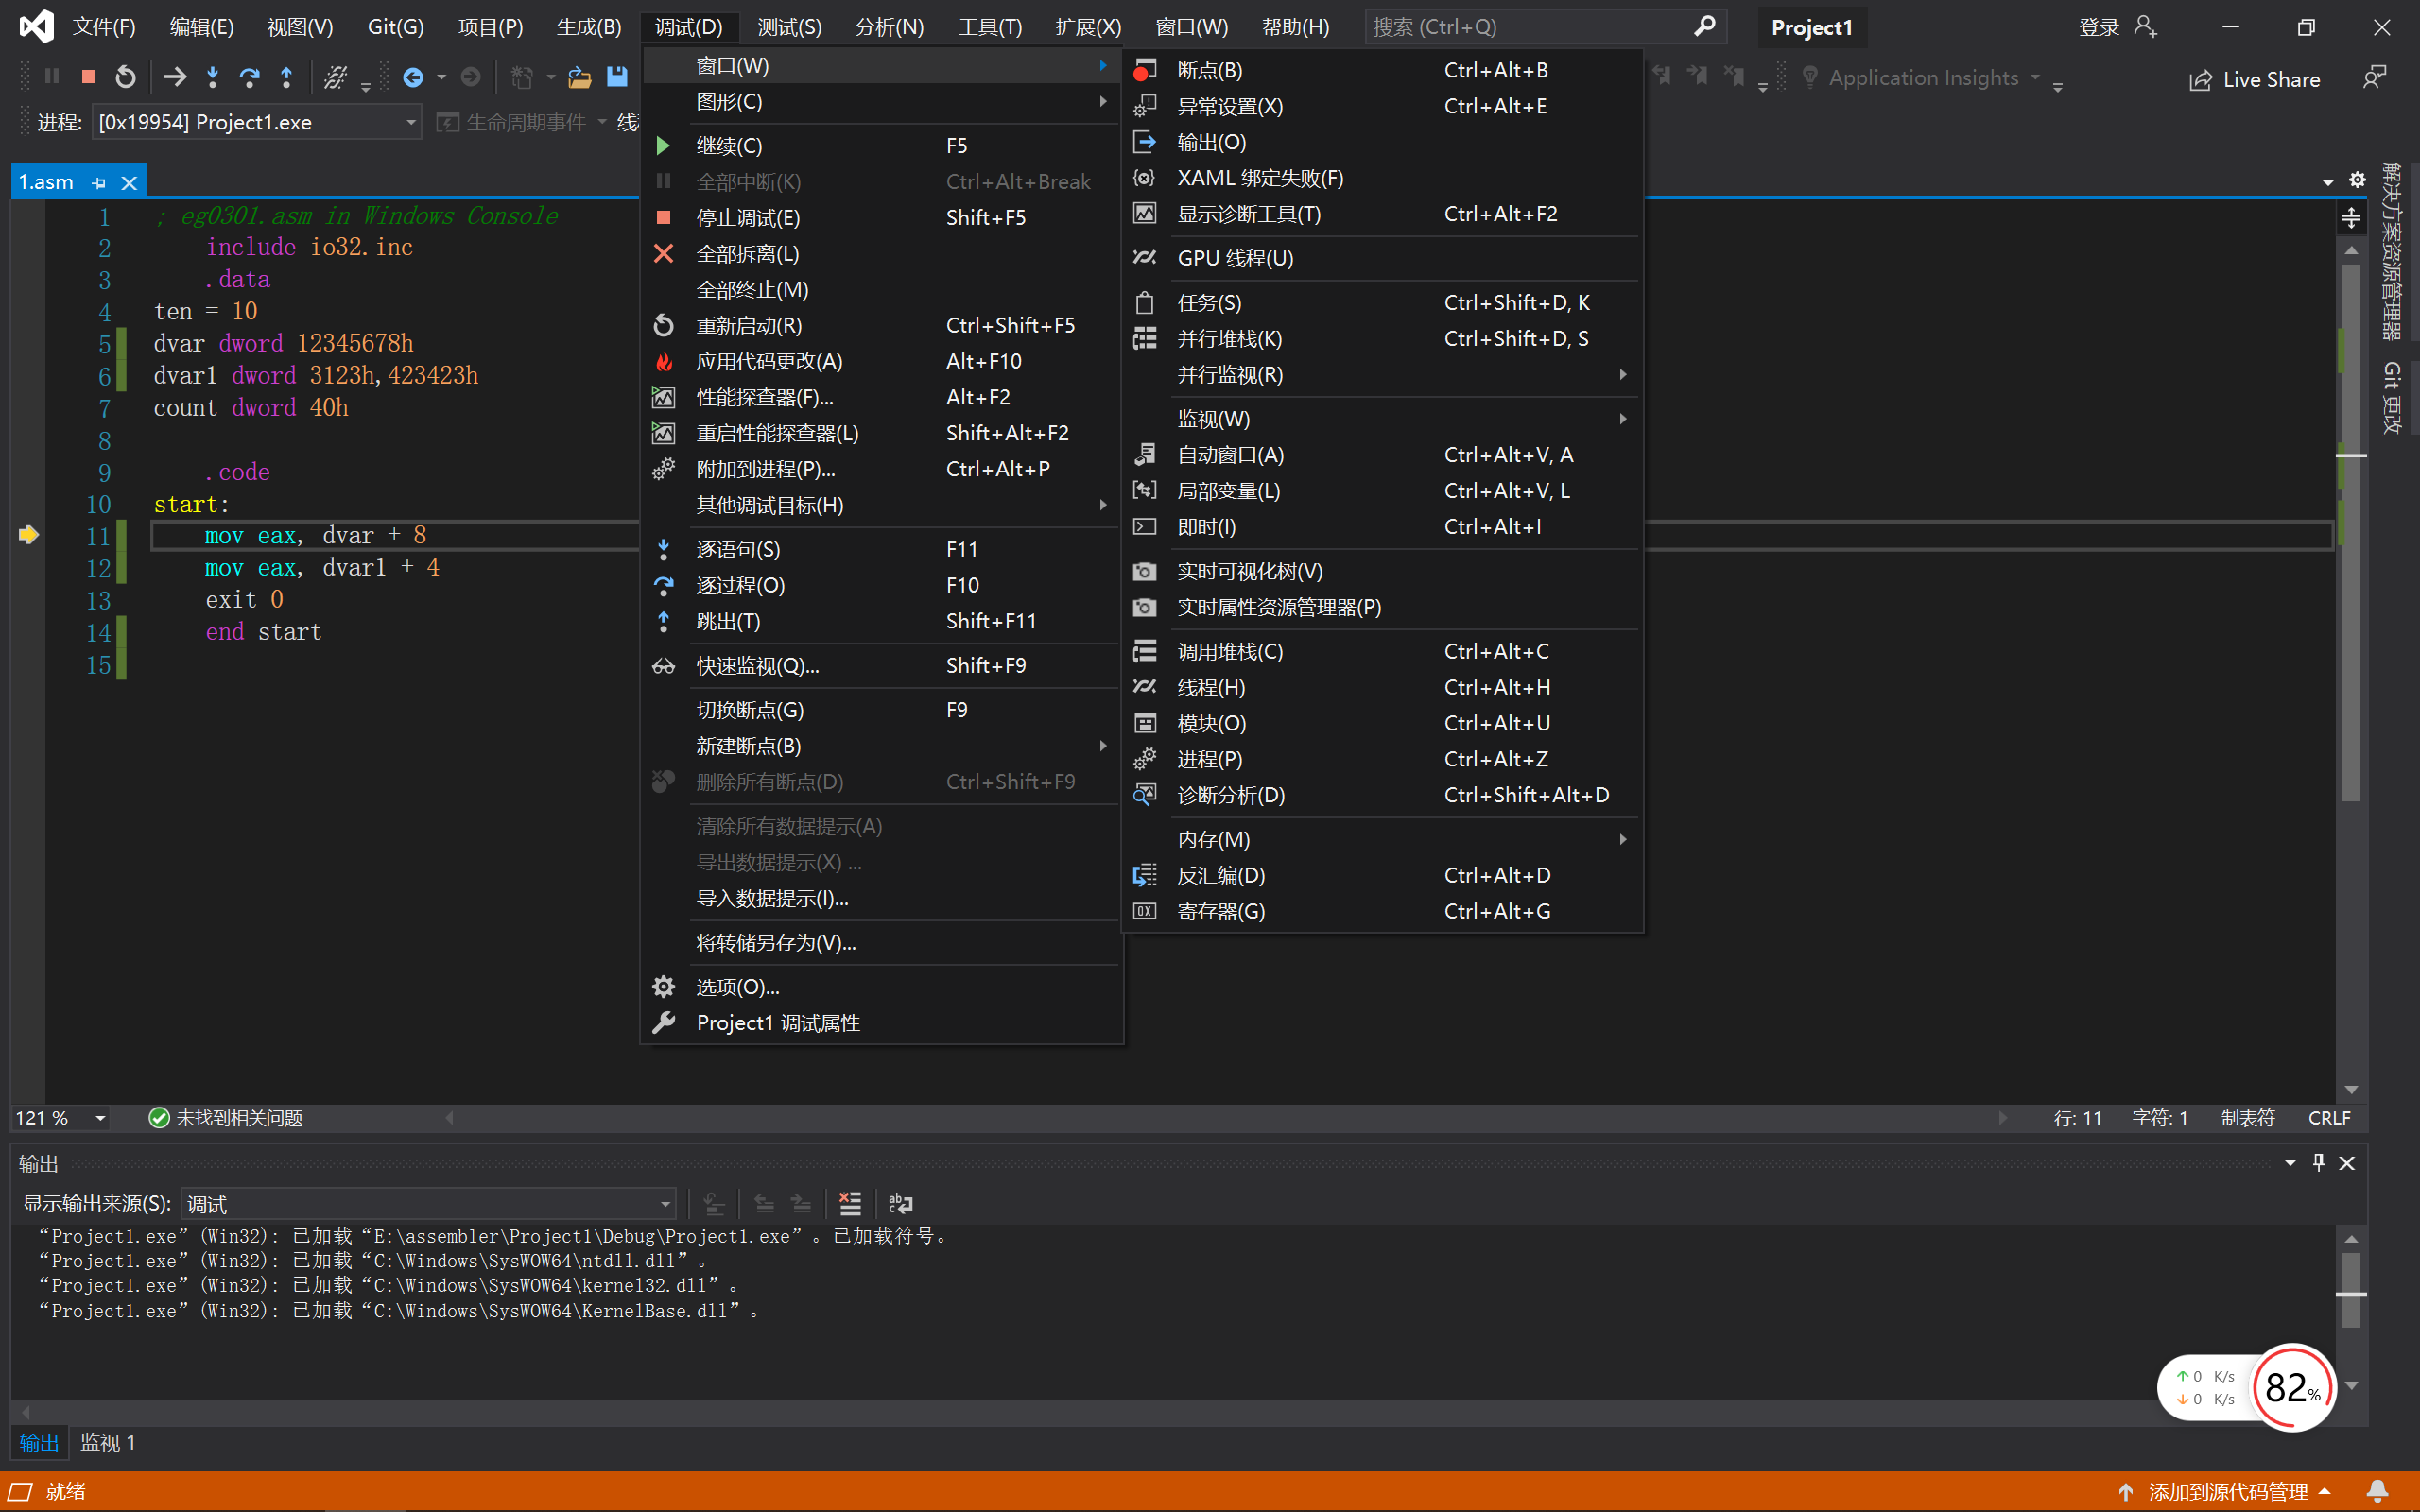 文件(F) 编辑(E) 视图(V) Git(G) 项目(P) 生成(B) 调试(D) 测试(S) 分析(N) 工具(T) 扩展(X) 窗口(W) 帮助(H) 搜索 (Ctrl+Q) Project1 登录
Application Insights Live Share
进程: [0x19954] Project1.exe 生命周期事件
1.asm
1 ; eg0301.asm in Windows Console
2 include io32.inc
3 .data
4 ten = 10
5 dvar dword 12345678h
6 dvar1 dword 3123h,423423h
7 count dword 40h
8
9 .code
10 start:
11 mov eax, dvar + 8
12 mov eax, dvar1 + 4
13 exit 0
14 end start
15
窗口(W)
图形(C)
继续(C) F5
全部中断(K) Ctrl+Alt+Break
停止调试(E) Shift+F5
全部拆离(L)
全部终止(M)
重新启动(R) Ctrl+Shift+F5
应用代码更改(A) Alt+F10
性能探查器(F)... Alt+F2
重启性能探查器(L) Shift+Alt+F2
附加到进程(P)... Ctrl+Alt+P
其他调试目标(H)
逐语句(S) F11
逐过程(O) F10
跳出(T) Shift+F11
快速监视(Q)... Shift+F9
切换断点(G) F9
新建断点(B)
删除所有断点(D) Ctrl+Shift+F9
清除所有数据提示(A)
导出数据提示(X) ...
导入数据提示(I)...
将转储另存为(V)...
选项(O)...
Project1 调试属性
断点(B) Ctrl+Alt+B
异常设置(X) Ctrl+Alt+E
输出(O)
XAML 绑定失败(F)
显示诊断工具(T) Ctrl+Alt+F2
GPU 线程(U)
任务(S) Ctrl+Shift+D, K
并行堆栈(K) Ctrl+Shift+D, S
并行监视(R)
监视(W)
自动窗口(A) Ctrl+Alt+V, A
局部变量(L) Ctrl+Alt+V, L
即时(I) Ctrl+Alt+I
实时可视化树(V)
实时属性资源管理器(P)
调用堆栈(C) Ctrl+Alt+C
线程(H) Ctrl+Alt+H
模块(O) Ctrl+Alt+U
进程(P) Ctrl+Alt+Z
诊断分析(D) Ctrl+Shift+Alt+D
内存(M)
反汇编(D) Ctrl+Alt+D
寄存器(G) Ctrl+Alt+G
解决方案资源管理器
Git 更改
121 % 未找到相关问题 行: 11 字符: 1 制表符 CRLF
输出
显示输出来源(S): 调试
“Project1.exe”(Win32): 已加载“E:\assembler\Project1\Debug\Project1.exe”。已加载符号。
“Project1.exe”(Win32): 已加载“C:\Windows\SysWOW64\ntdll.dll”。
“Project1.exe”(Win32): 已加载“C:\Windows\SysWOW64\kernel32.dll”。
“Project1.exe”(Win32): 已加载“C:\Windows\SysWOW64\KernelBase.dll”。
↑ 0 K/s
↓ 0 K/s
82%
输出 监视 1
就绪 添加到源代码管理